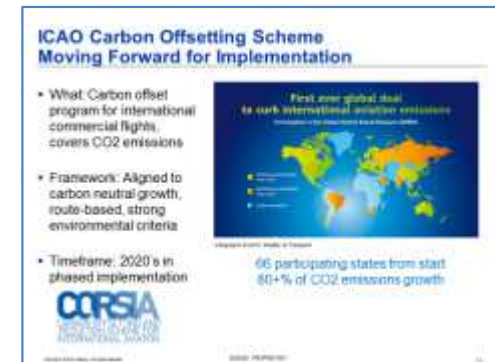 ICAO Carbon Offsetting Scheme
Moving Forward for Implementation
▪ What: Carbon offset
program for international
commercial flights,
covers CO2 emissions
▪ Framework: Aligned to
carbon neutral growth,
route-based, strong
environmental criteria
▪ Timeframe: 2020's in
phased implementation
CORSIA
First ever global deal
to curb international aviation emissions
66 participating states from start
80+% of CO2 emissions growth